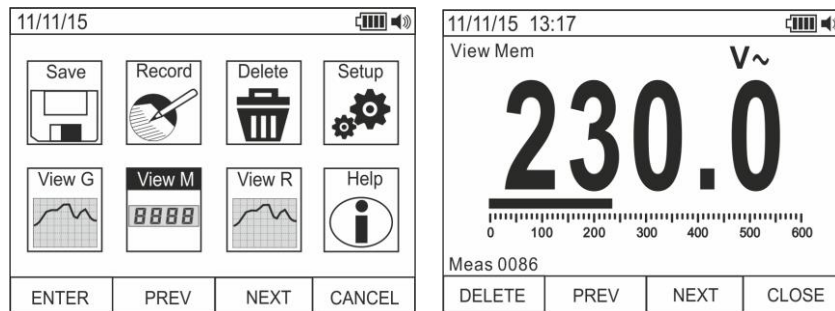 11/11/15
Save Record Delete Setup
View G View M View R Help
8888
ENTER PREV NEXT CANCEL
11/11/15 13:17
View Mem
V~
230.0
0 100 200 300 400 500 600
Meas 0086
DELETE PREV NEXT CLOSE